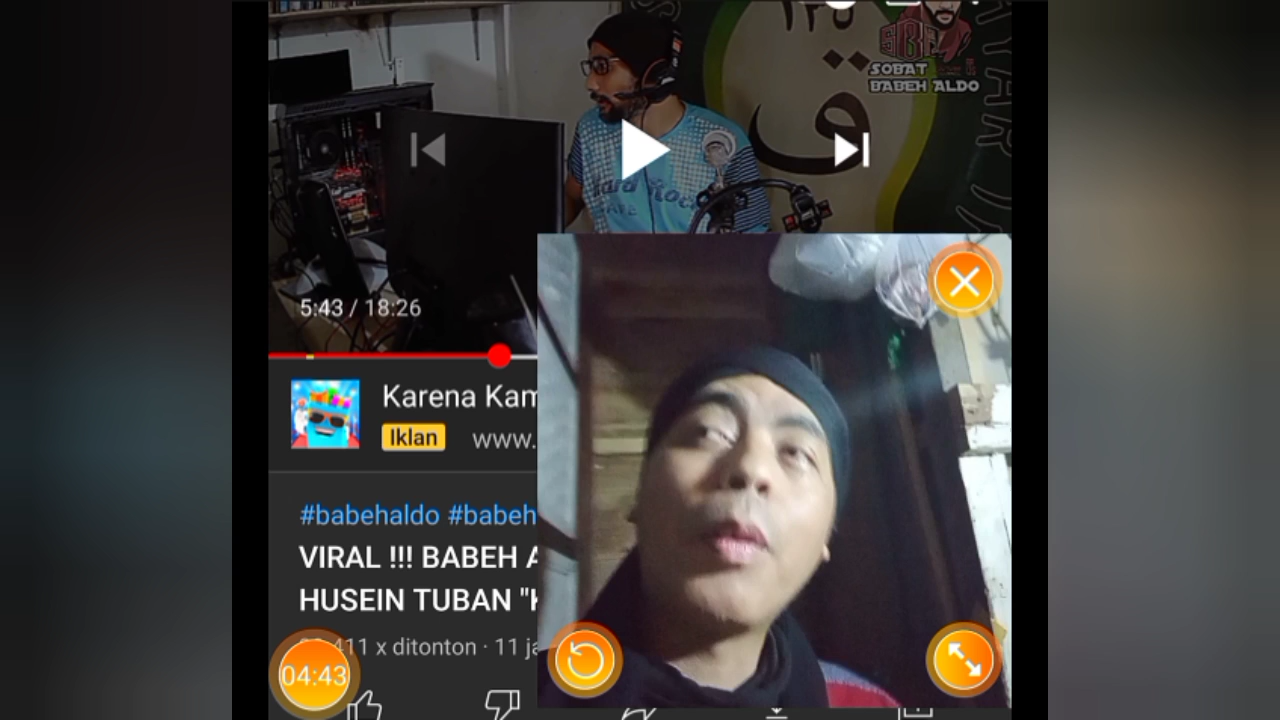 SOBAT
BABEH ALDO
5:43 / 18:26
Karena Kam
Iklan
www.
#babehaldo #babeh
VIRAL !!! BABEH A
HUSEIN TUBAN "K
411 x ditonton · 11 ja
04:43